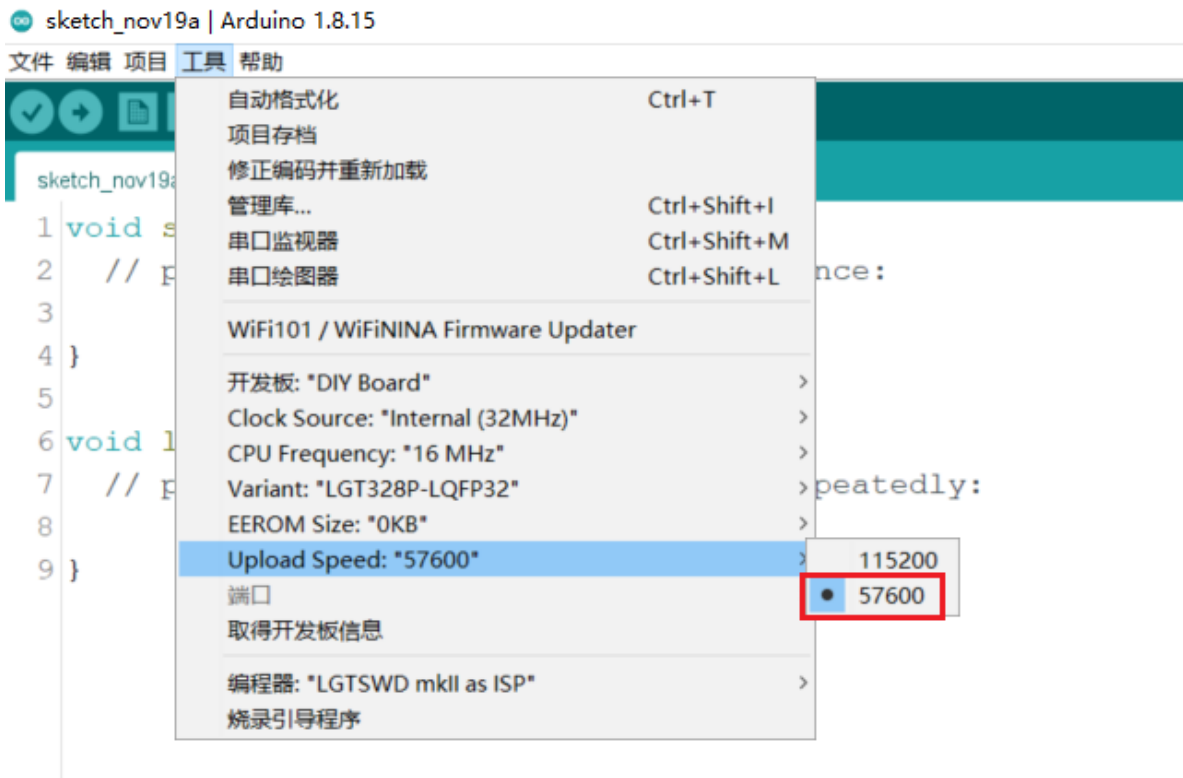 sketch_nov19a | Arduino 1.8.15
文件 编辑 项目 工具 帮助
自动格式化 Ctrl+T
项目存档
修正编码并重新加载
管理库... Ctrl+Shift+I
串口监视器 Ctrl+Shift+M
串口绘图器 Ctrl+Shift+L
WiFi101 / WiFiNINA Firmware Updater
开发板: "DIY Board"
Clock Source: "Internal (32MHz)"
CPU Frequency: "16 MHz"
Variant: "LGT328P-LQFP32"
EEROM Size: "0KB"
Upload Speed: "57600"
115200
57600
端口
取得开发板信息
编程器: "LGTSWD mkII as ISP"
烧录引导程序
sketch_nov19a
1 void s
2 // p nce:
3
4 }
5
6 void l
7 // p peatedly:
8
9 }